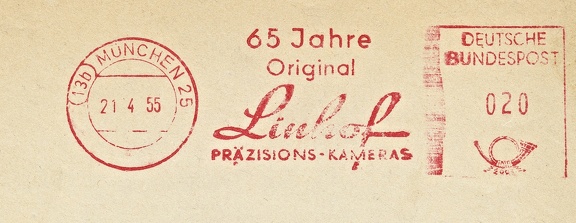 (13b) MÜNCHEN 25
21 4 55
65 Jahre
Original
Linhof
PRÄZISIONS-KAMERAS
DEUTSCHE
BUNDESPOST
020